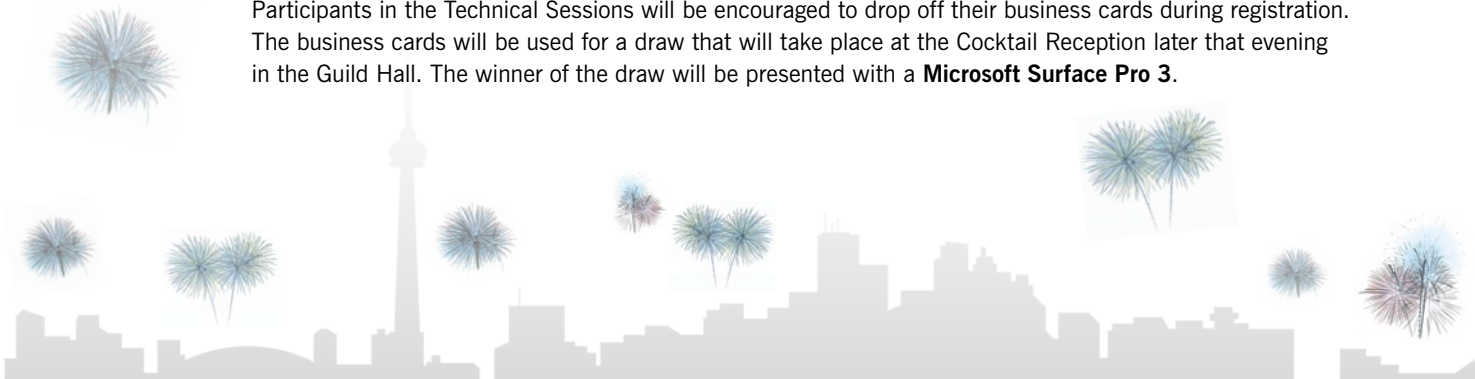 Participants in the Technical Sessions will be encouraged to drop off their business cards during registration.
The business cards will be used for a draw that will take place at the Cocktail Reception later that evening
in the Guild Hall. The winner of the draw will be presented with a Microsoft Surface Pro 3.